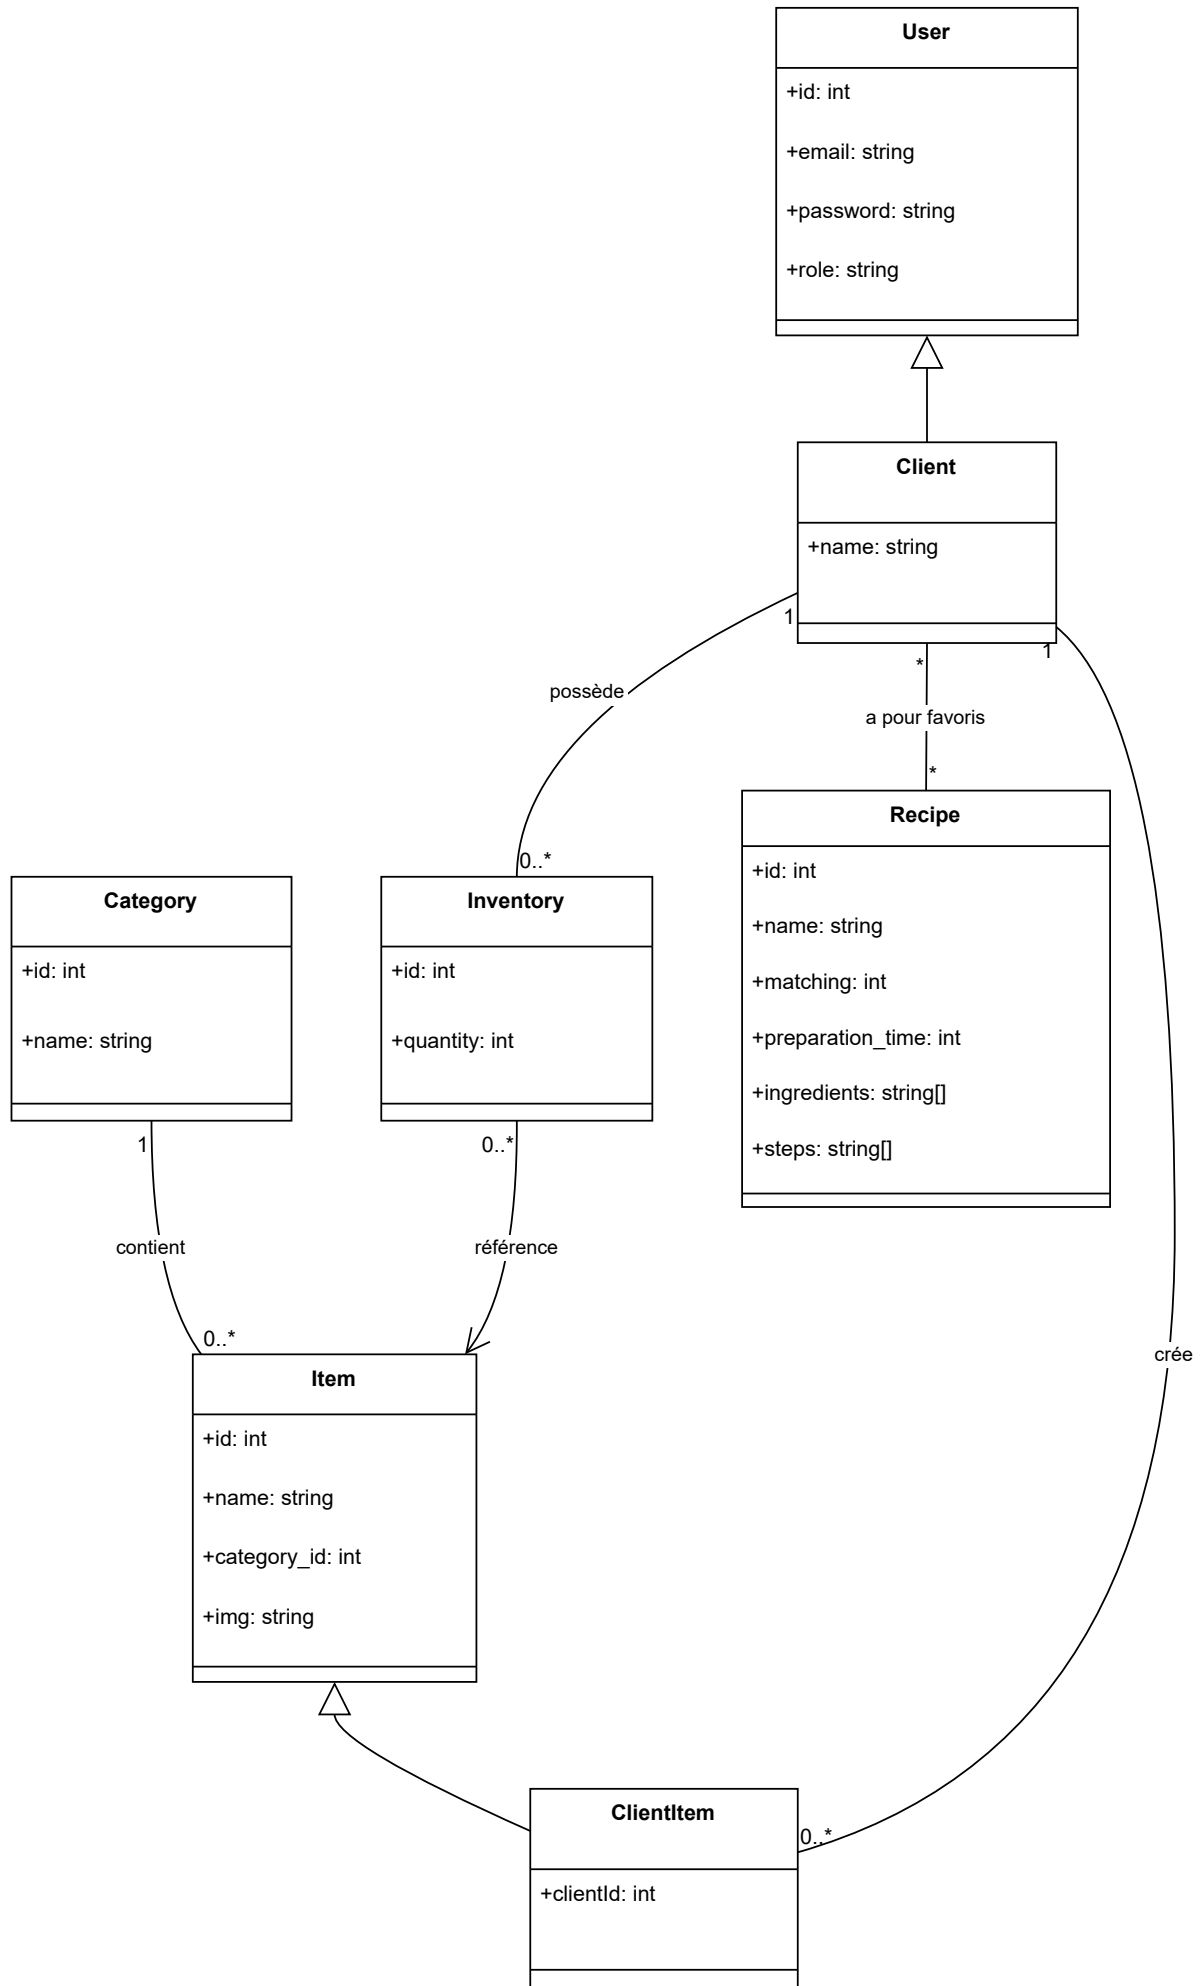 User
+id: int
+email: string
+password: string
+role: string
Client
+name: string
1
1
*
possède
a pour favoris
*
0..*
Recipe
+id: int
+name: string
+matching: int
+preparation_time: int
+ingredients: string[]
+steps: string[]
Category
+id: int
+name: string
Inventory
+id: int
+quantity: int
1
0..*
contient
référence
0..*
crée
Item
+id: int
+name: string
+category_id: int
+img: string
ClientItem
0..*
+clientId: int